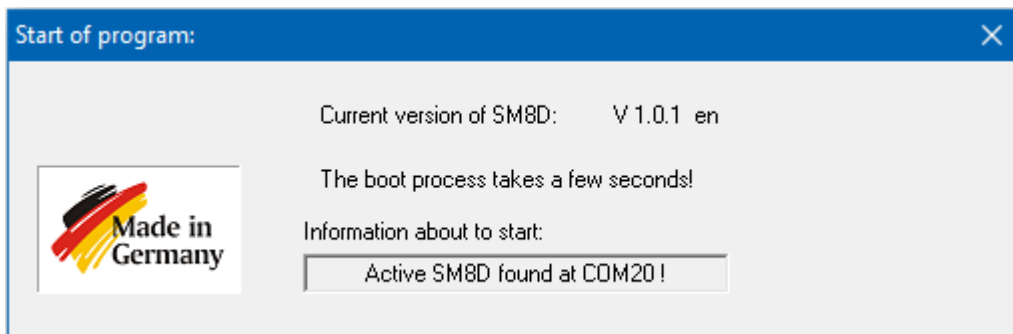 Start of program:
Current version of SM8D: V 1.0.1 en
The boot process takes a few seconds!
Made in
Germany
Information about to start:
Active SM8D found at COM20 !